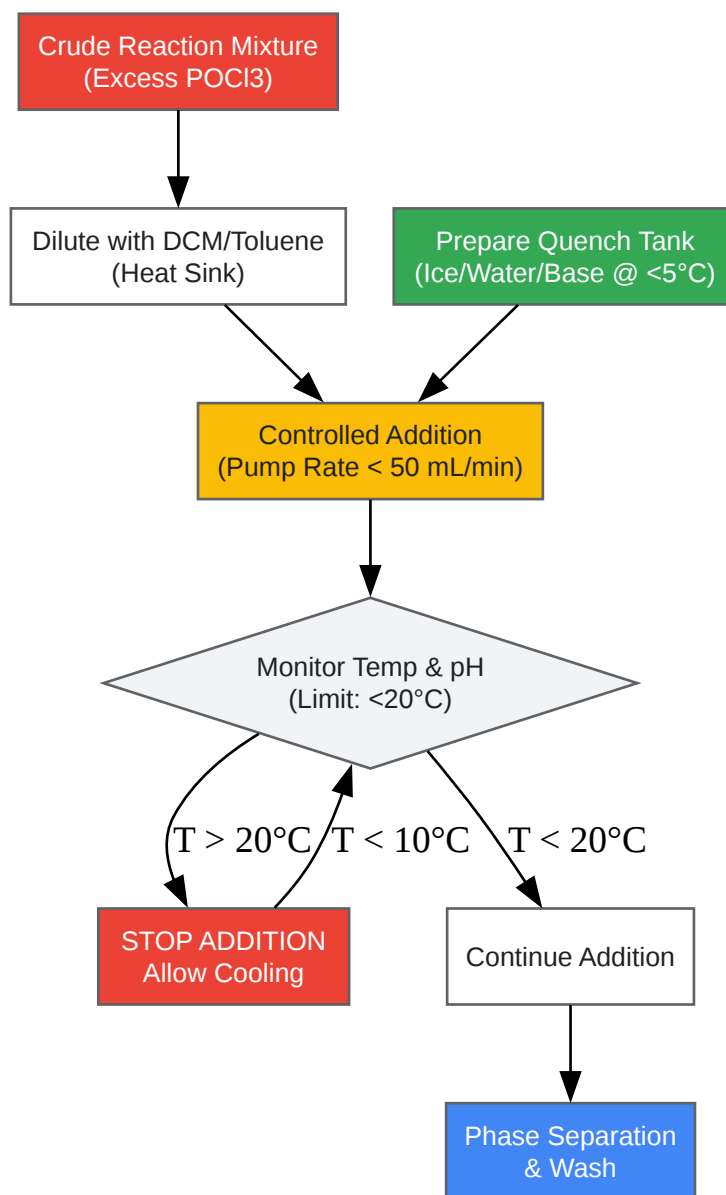 Crude Reaction Mixture
(Excess POCl3)
Dilute with DCM/Toluene
(Heat Sink)
Prepare Quench Tank
(Ice/Water/Base @ <5°C)
Controlled Addition
(Pump Rate < 50 mL/min)
Monitor Temp & pH
(Limit: <20°C)
T > 20°C
T < 10°C
T < 20°C
STOP ADDITION
Allow Cooling
Continue Addition
Phase Separation
& Wash